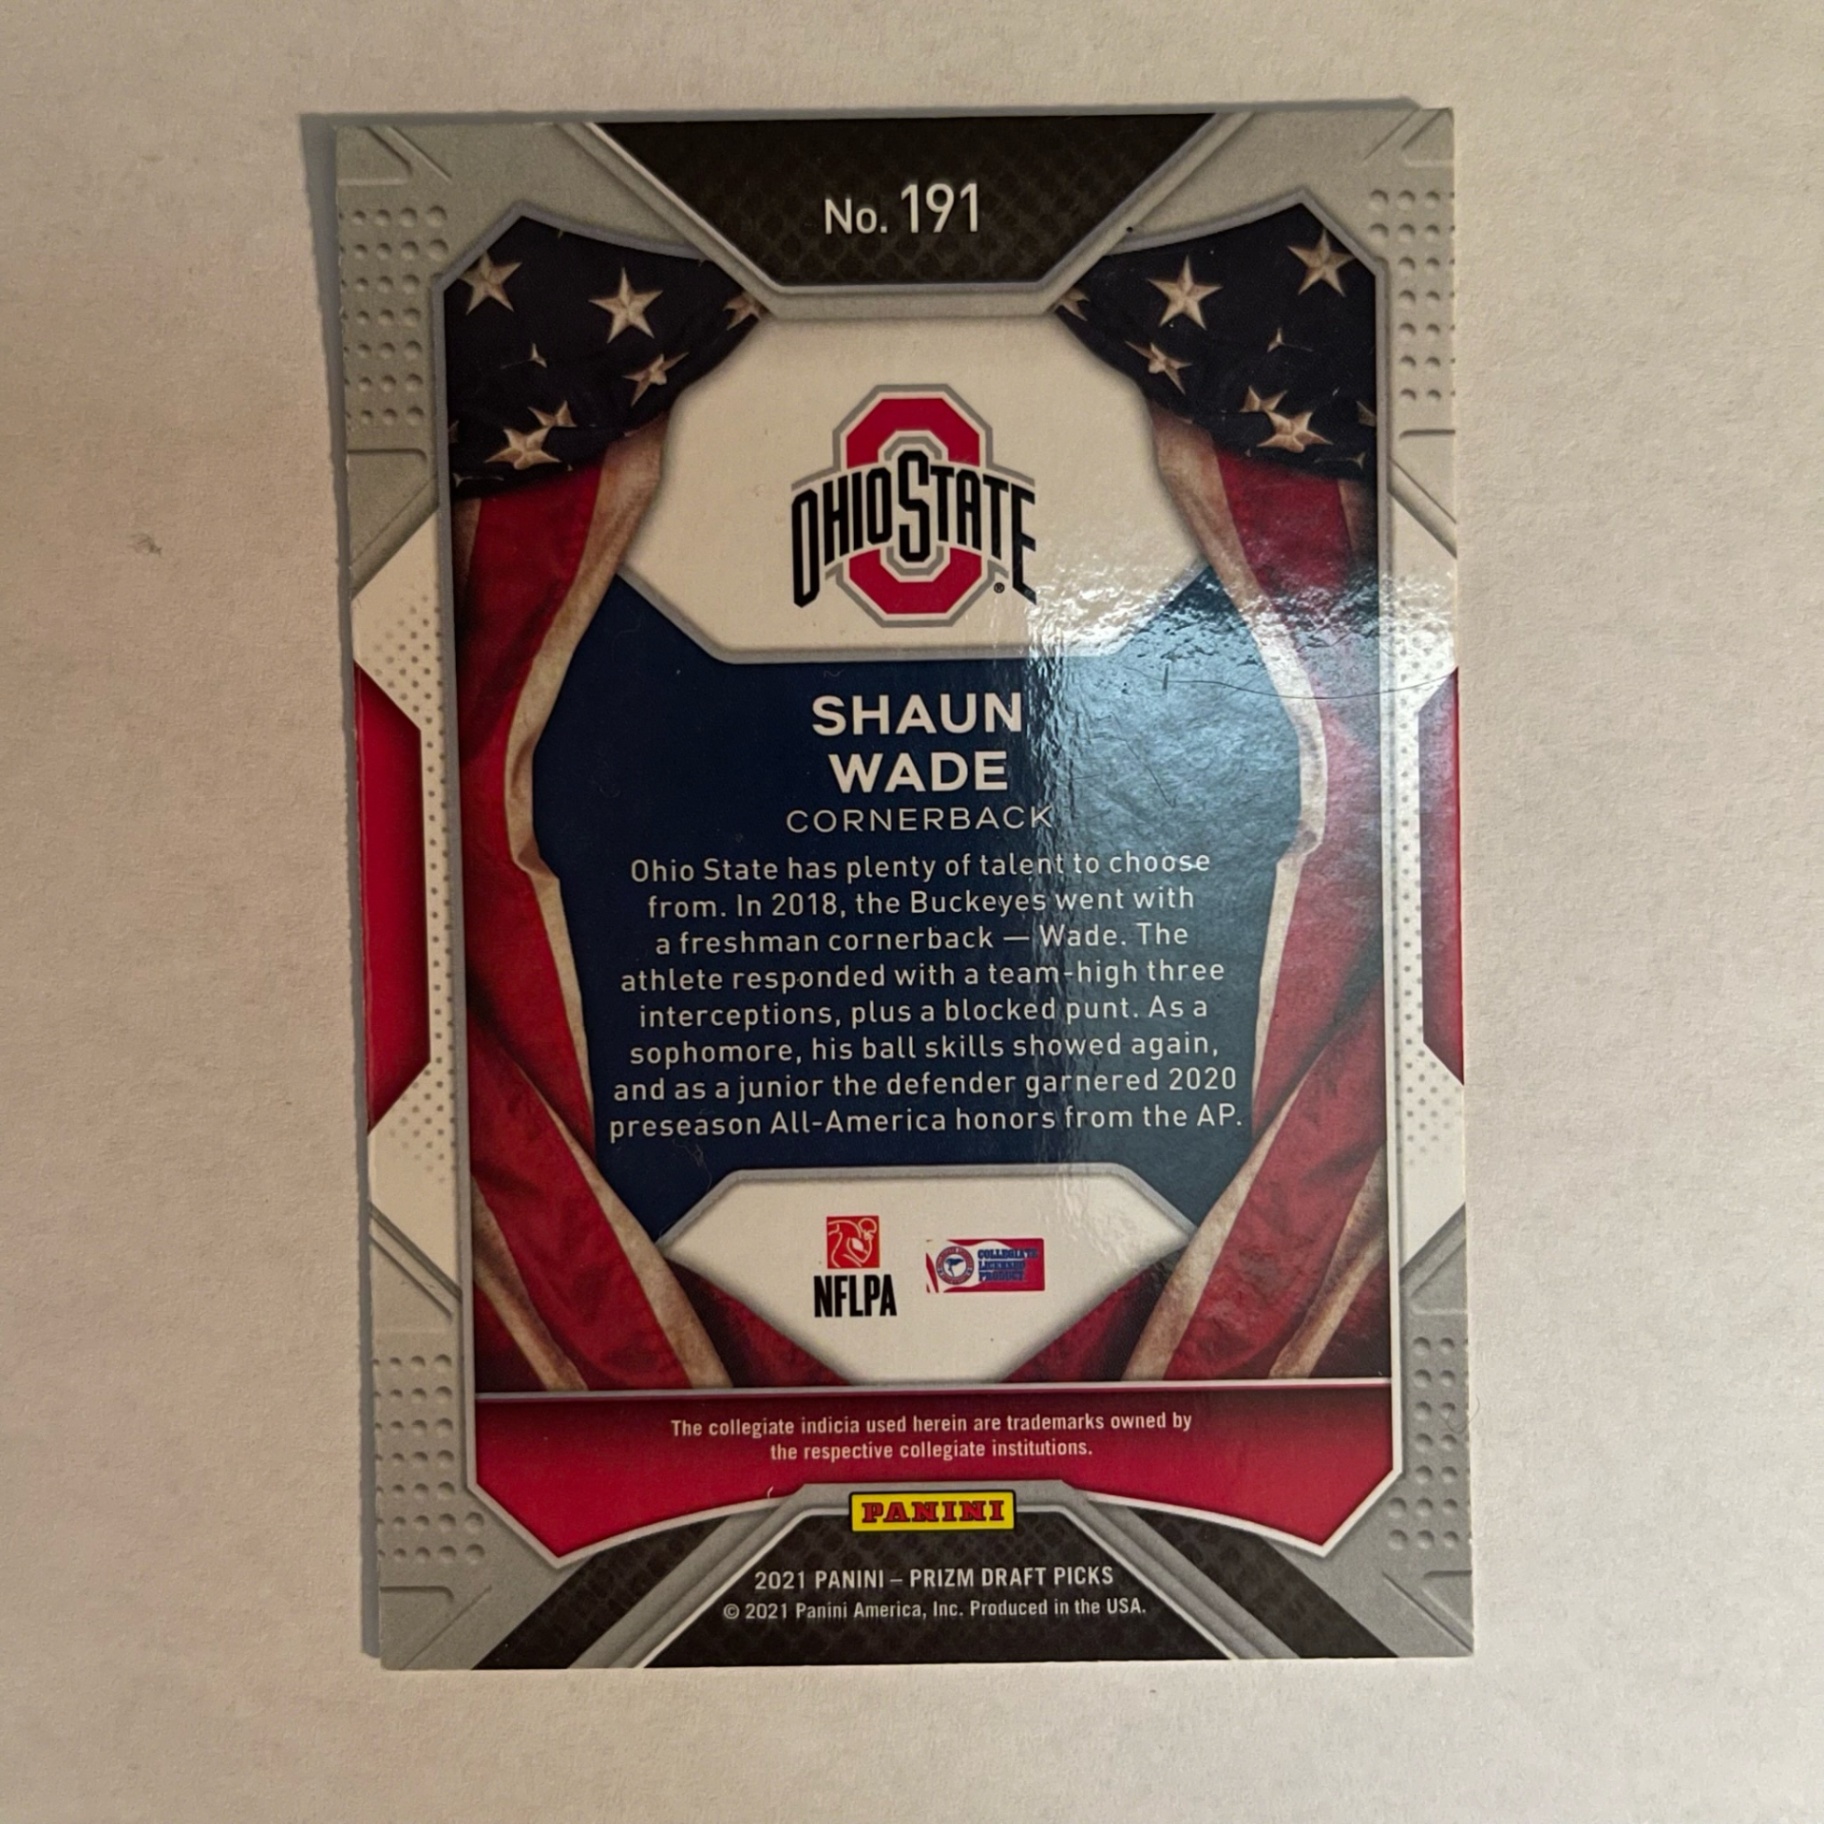 No. 191
OHIO STATE
®
SHAUN
WADE
CORNERBACK
Ohio State has plenty of talent to choose
from. In 2018, the Buckeyes went with
a freshman cornerback — Wade. The
athlete responded with a team-high three
interceptions, plus a blocked punt. As a
sophomore, his ball skills showed again,
and as a junior the defender garnered 2020
preseason All-America honors from the AP.
NFLPA
COLLEGIATE
LICENSED
PRODUCT
The collegiate indicia used herein are trademarks owned by
the respective collegiate institutions.
PANINI
2021 PANINI – PRIZM DRAFT PICKS
© 2021 Panini America, Inc. Produced in the USA.